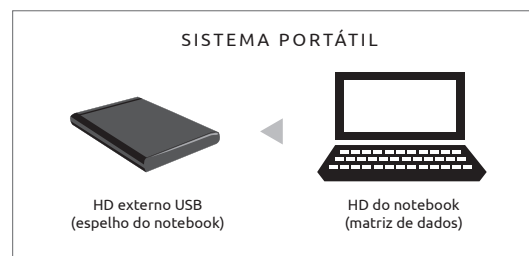 SISTEMA PORTÁTIL
HD externo USB
(espelho do notebook)
HD do notebook
(matriz de dados)